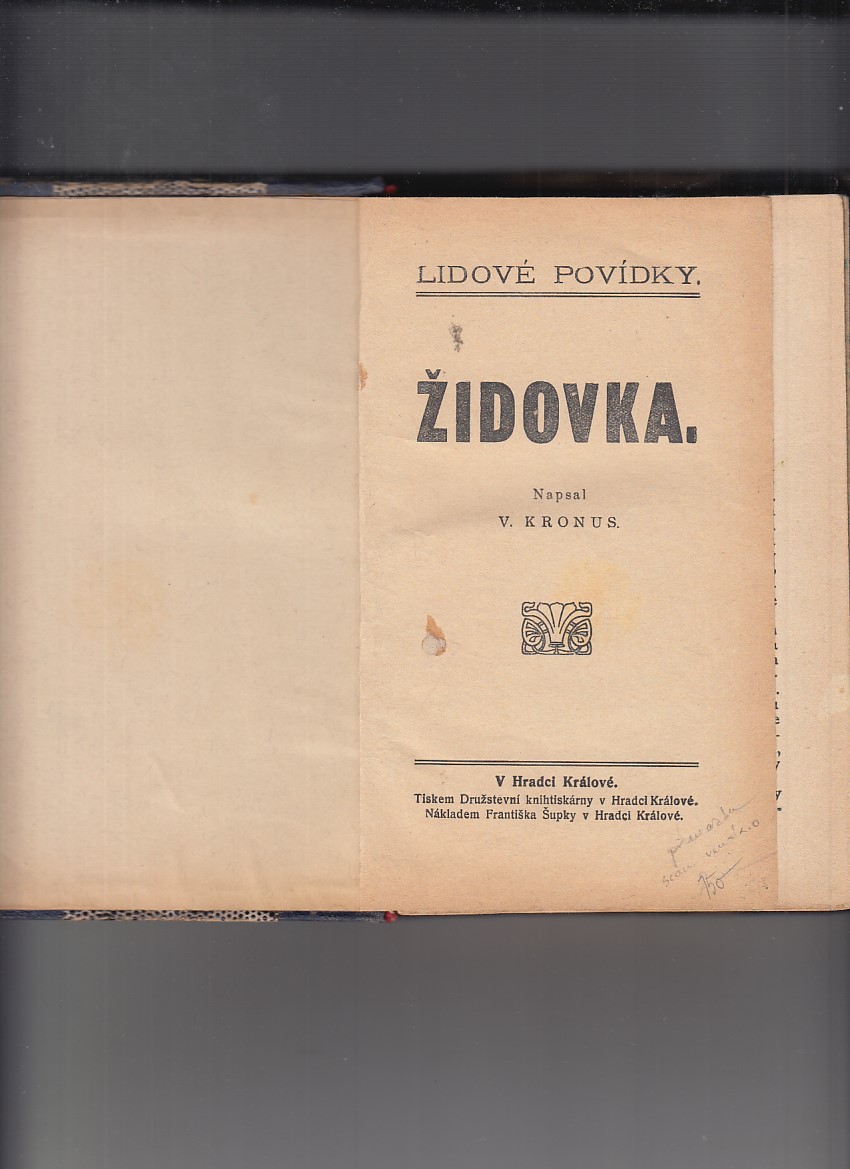 LIDOVÉ POVÍDKY.
ŽIDOVKA.
Napsal
V. KRONUS.
V Hradci Králové.
Tiskem Družstevní knihtiskárny v Hradci Králové.
Nákladem Františka Šupky v Hradci Králové.